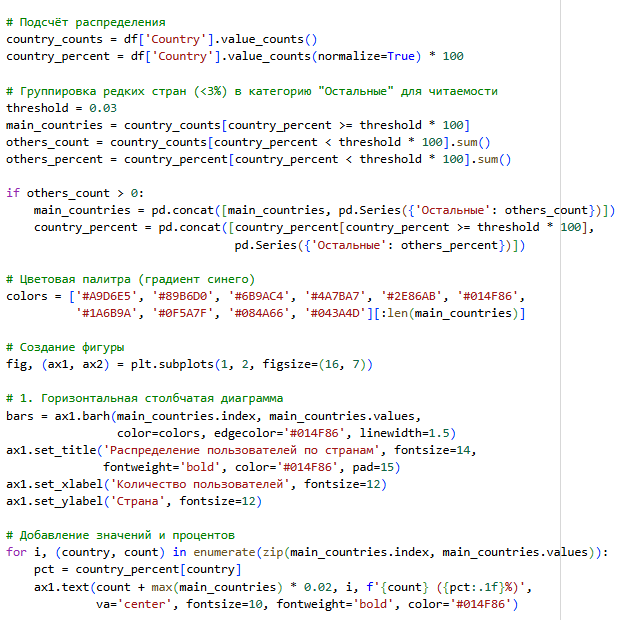 # Подсчёт распределения
country_counts = df['Country'].value_counts()
country_percent = df['Country'].value_counts(normalize=True) * 100

# Группировка редких стран (<3%) в категорию "Остальные" для читаемости
threshold = 0.03
main_countries = country_counts[country_percent >= threshold * 100]
others_count = country_counts[country_percent < threshold * 100].sum()
others_percent = country_percent[country_percent < threshold * 100].sum()

if others_count > 0:
    main_countries = pd.concat([main_countries, pd.Series({'Остальные': others_count})])
    country_percent = pd.concat([country_percent[country_percent >= threshold * 100],
                                 pd.Series({'Остальные': others_percent})])

# Цветовая палитра (градиент синего)
colors = ['#A9D6E5', '#89B6D0', '#6B9AC4', '#4A7BA7', '#2E86AB', '#014F86',
          '#1A6B9A', '#0F5A7F', '#084A66', '#043A4D'][:len(main_countries)]

# Создание фигуры
fig, (ax1, ax2) = plt.subplots(1, 2, figsize=(16, 7))

# 1. Горизонтальная столбчатая диаграмма
bars = ax1.barh(main_countries.index, main_countries.values,
                color=colors, edgecolor='#014F86', linewidth=1.5)
ax1.set_title('Распределение пользователей по странам', fontsize=14,
              fontweight='bold', color='#014F86', pad=15)
ax1.set_xlabel('Количество пользователей', fontsize=12)
ax1.set_ylabel('Страна', fontsize=12)

# Добавление значений и процентов
for i, (country, count) in enumerate(zip(main_countries.index, main_countries.values)):
    pct = country_percent[country]
    ax1.text(count + max(main_countries) * 0.02, i, f'{count} ({pct:.1f}%)',
             va='center', fontsize=10, fontweight='bold', color='#014F86')